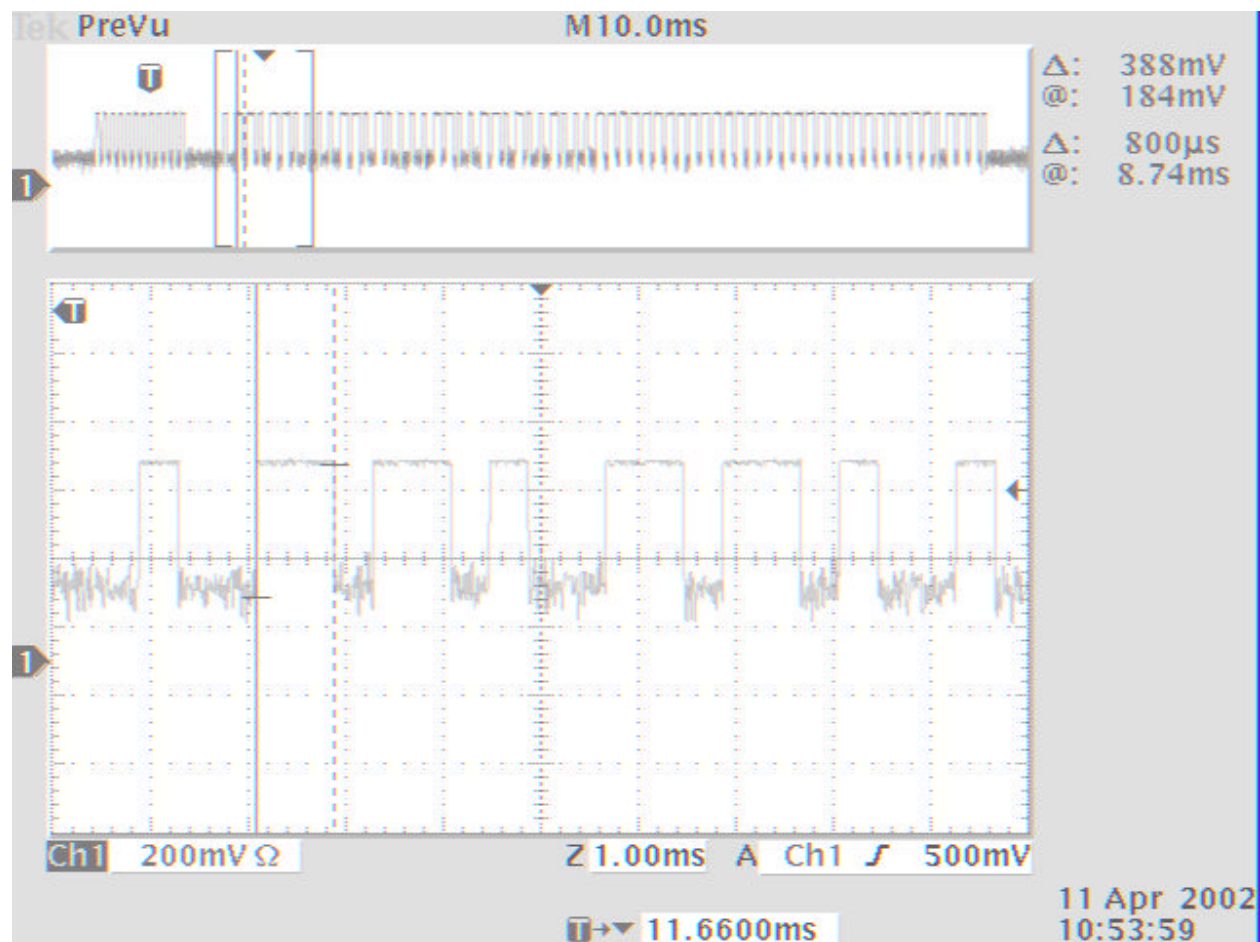 Tek PreVu M10.0ms
T
Δ: 388mV
@: 184mV
Δ: 800µs
@: 8.74ms
1
T
1
Ch1 200mV Ω Z 1.00ms A Ch1 ƒ 500mV
T→▼ 11.6600ms
11 Apr 2002
10:53:59